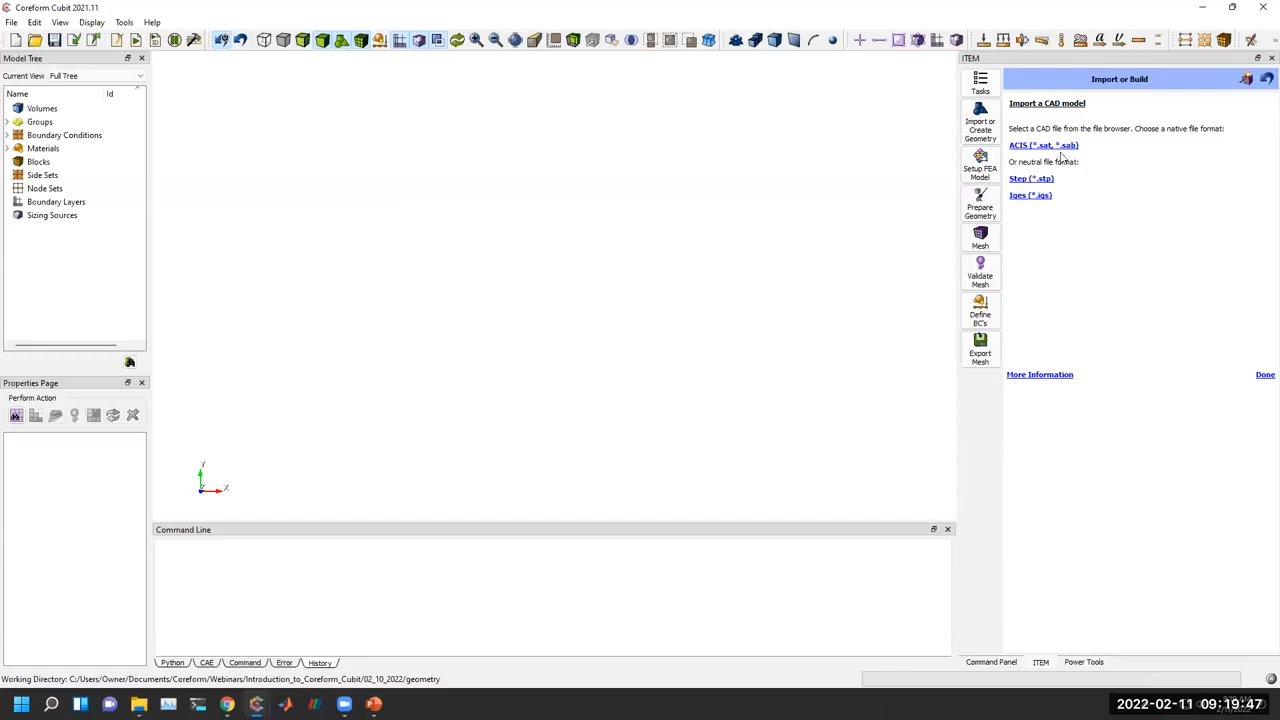 Coreform Cubit 2021.11
File Edit View Display Tools Help
Model Tree
Current View Full Tree
Name Id
Volumes
Groups
Boundary Conditions
Materials
Blocks
Side Sets
Node Sets
Boundary Layers
Sizing Sources
Properties Page
Perform Action
Y
Z
X
Command Line
Python CAE Command Error History
Working Directory: C:/Users/Owner/Documents/Coreform/Webinars/Introduction_to_Coreform_Cubit/02_10_2022/geometry
ITEM
Tasks
Import or
Create
Geometry
Setup FEA
Model
Prepare
Geometry
Mesh
Validate
Mesh
Define
BC's
Export
Mesh
Import or Build
Import a CAD model
Select a CAD file from the file browser. Choose a native file format:
ACIS (*.sat, *.sab)
Or neutral file format:
Step (*.stp)
Iges (*.igs)
More Information Done
Command Panel ITEM Power Tools
2022-02-11 09:19:47